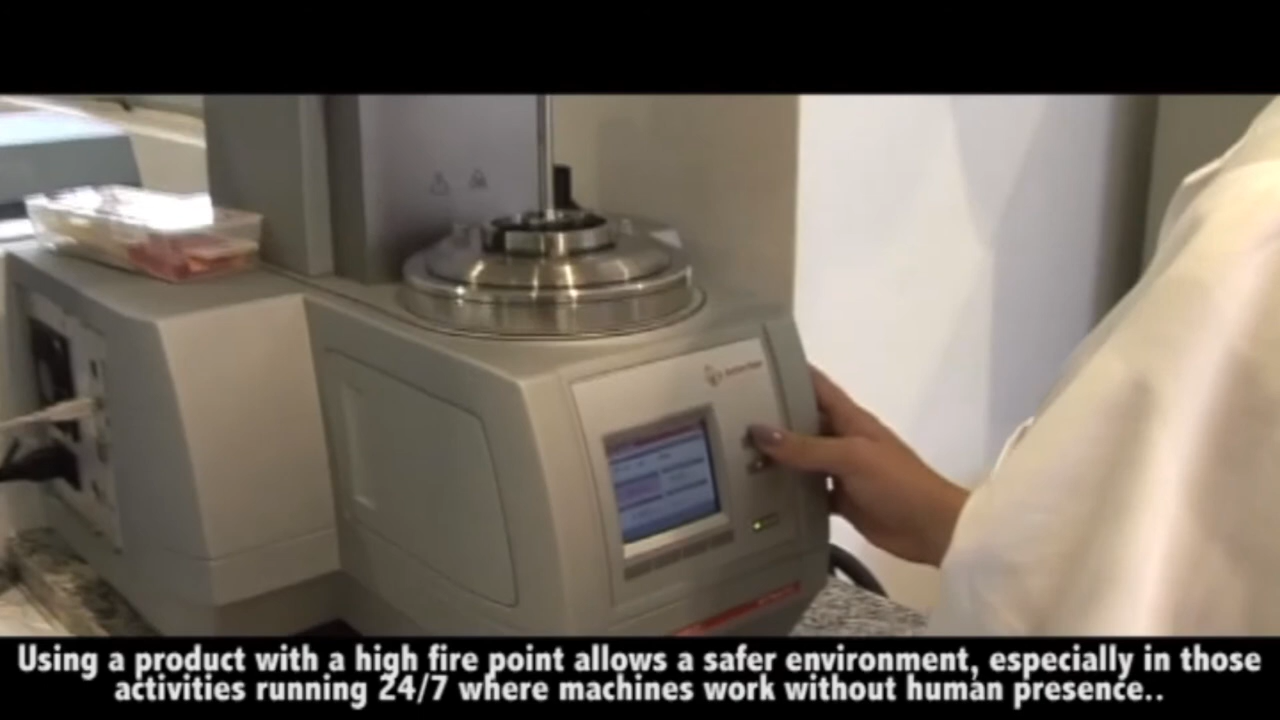 Using a product with a high fire point allows a safer environment, especially in those
activities running 24/7 where machines work without human presence..